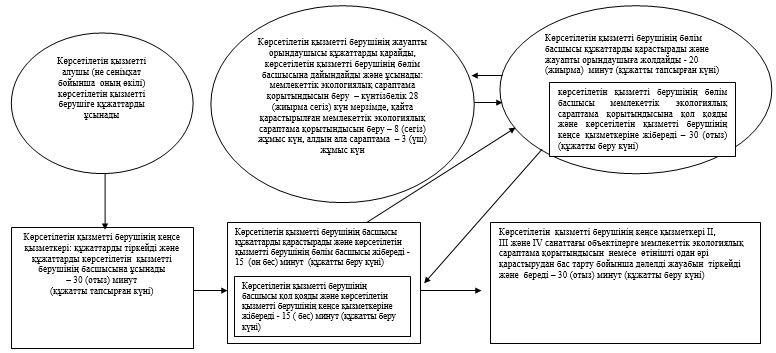 Көрсетілетін қызметті
алушы (не сенімхат
бойынша оның өкілі)
көрсетілетін қызметті
берушіге құжаттарды
ұсынады
Көрсетілетін қызметті берушінің жауапты
орындаушысы құжаттарды қарайды,
көрсетілетін қызметті берушінің бөлім
басшысына дайындайды және ұсынады:
мемлекеттік экологиялық сараптама
қорытындысын беру – күнтізбелік 28
(жиырма сегіз) күн мерзімде, қайта
қарастырылған мемлекеттік экологиялық
сараптама қорытындысын беру – 8 (сегіз)
жұмыс күн, алдын ала сараптама – 3 (үш)
жұмыс күн
Көрсетілетін қызметті берушінің бөлім
басшысы құжаттарды қарастырады және
жауапты орындаушыға жолдайды - 20
(жиырма) минут (құжатты тапсырған күні)
көрсетілетін қызметті берушінің бөлім
басшысы мемлекеттік экологиялық
сараптама қорытындысына қол қояды
және көрсетілетін қызметті берушінің
кеңсе қызметкеріне жібереді – 30 (отыз)
(құжатты беру күні)
Көрсетілетін қызметті берушінің кеңсе
қызметкері: құжаттарды тіркейді және
құжаттарды көрсетілетін қызметті
берушінің басшысына ұсынады
– 30 (отыз) минут
(құжатты тапсырған күні)
Көрсетілетін қызметті берушінің басшысы
құжаттарды қарастырады және көрсетілетін
қызметті берушінің бөлім басшысы жібереді -
15 (он бес) минут (құжатты беру күні)
Көрсетілетін қызметті берушінің
басшысы қол қояды және көрсетілетін
қызметті берушінің кеңсе қызметкеріне
жібереді - 15 ( бес) минут (құжатты беру
күні)
Көрсетілетін қызметті берушінің кеңсе қызметкері II,
III және IV санаттағы объектілерге мемлекеттік экологиялық
сараптама қорытындысын немесе өтінішті одан әрі
қарастырудан бас тарту бойынша дәлелді жауабын тіркейді
және береді – 30 (отыз) минут (құжатты беру күні)